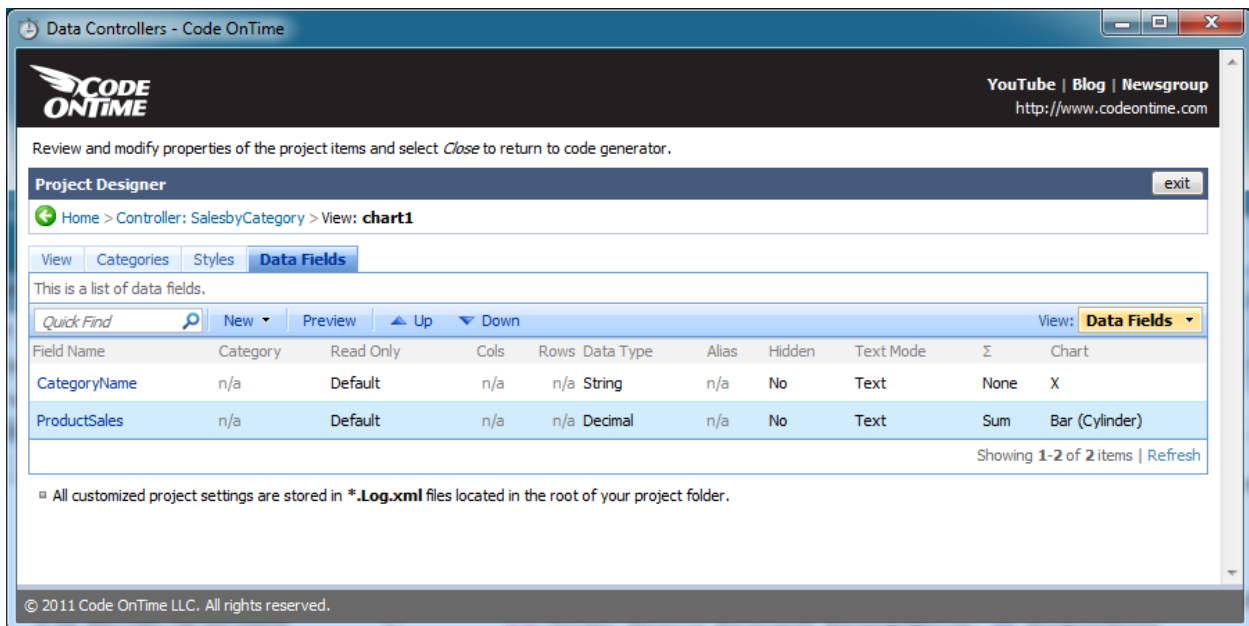 Data Controllers - Code OnTime
CODE
ONTIME
YouTube | Blog | Newsgroup
http://www.codeontime.com
Review and modify properties of the project items and select Close to return to code generator.
Project Designer exit
Home > Controller: SalesbyCategory > View: chart1
View Categories Styles Data Fields
This is a list of data fields.
Quick Find New Preview Up Down View: Data Fields
Field Name Category Read Only Cols Rows Data Type Alias Hidden Text Mode Σ Chart
CategoryName n/a Default n/a n/a String n/a No Text None X
ProductSales n/a Default n/a n/a Decimal n/a No Text Sum Bar (Cylinder)
Showing 1-2 of 2 items | Refresh
All customized project settings are stored in *.Log.xml files located in the root of your project folder.
© 2011 Code OnTime LLC. All rights reserved.